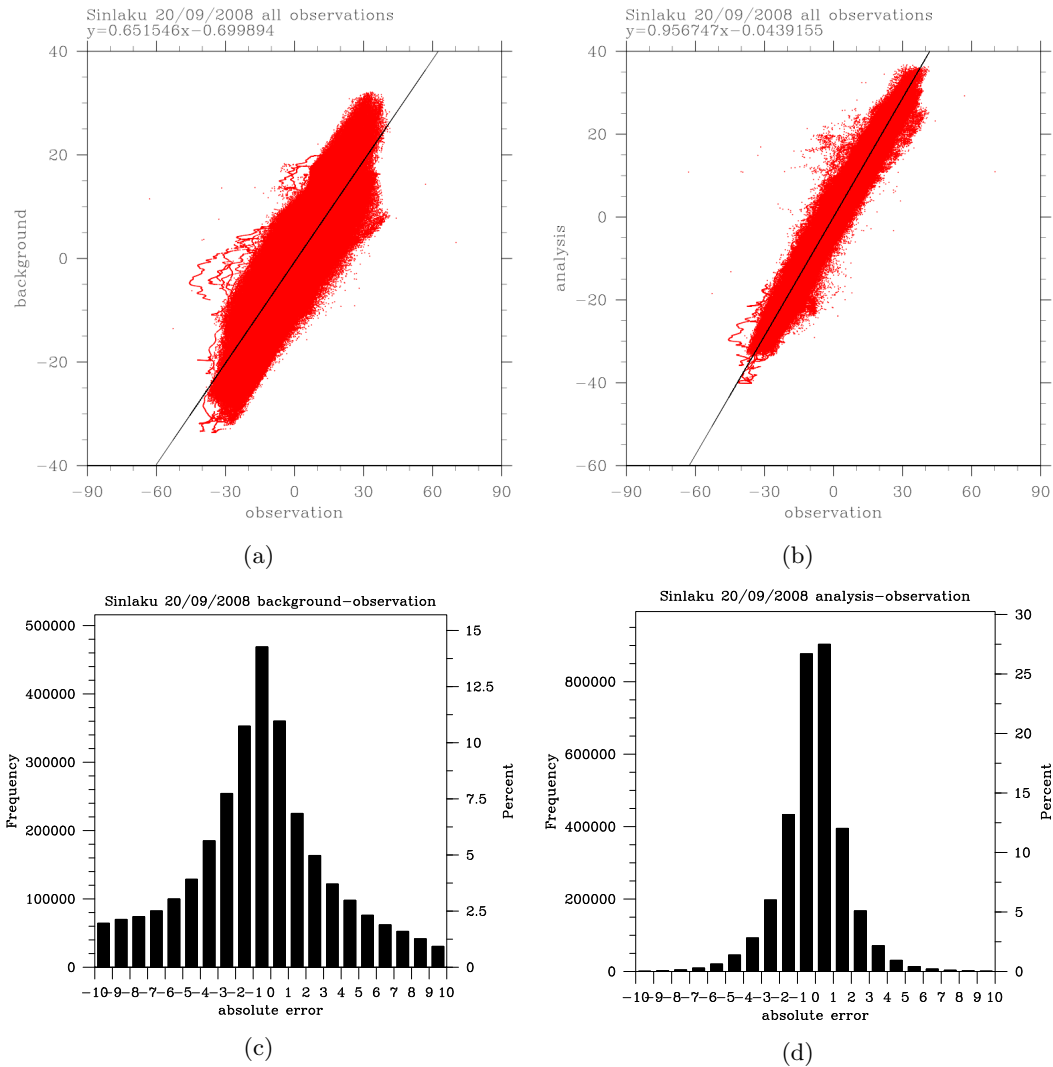 Sinlaku 20/09/2008 all observations
y=0.651546x−0.699894
40
20
0
−20
−40
background
−90 −60 −30 0 30 60 90
observation
(a)
Sinlaku 20/09/2008 all observations
y=0.956747x−0.0439155
40
20
0
−20
−40
−60
analysis
−90 −60 −30 0 30 60 90
observation
(b)
Sinlaku 20/09/2008 background−observation
500000
400000
300000
200000
100000
0
Frequency
15
12.5
10
7.5
5
2.5
0
Percent
−10 −9 −8 −7 −6 −5 −4 −3 −2 −1 0 1 2 3 4 5 6 7 8 9 10
absolute error
(c)
Sinlaku 20/09/2008 analysis−observation
800000
600000
400000
200000
0
Frequency
30
25
20
15
10
5
0
Percent
−10 −9 −8 −7 −6 −5 −4 −3 −2 −1 0 1 2 3 4 5 6 7 8 9 10
absolute error
(d)